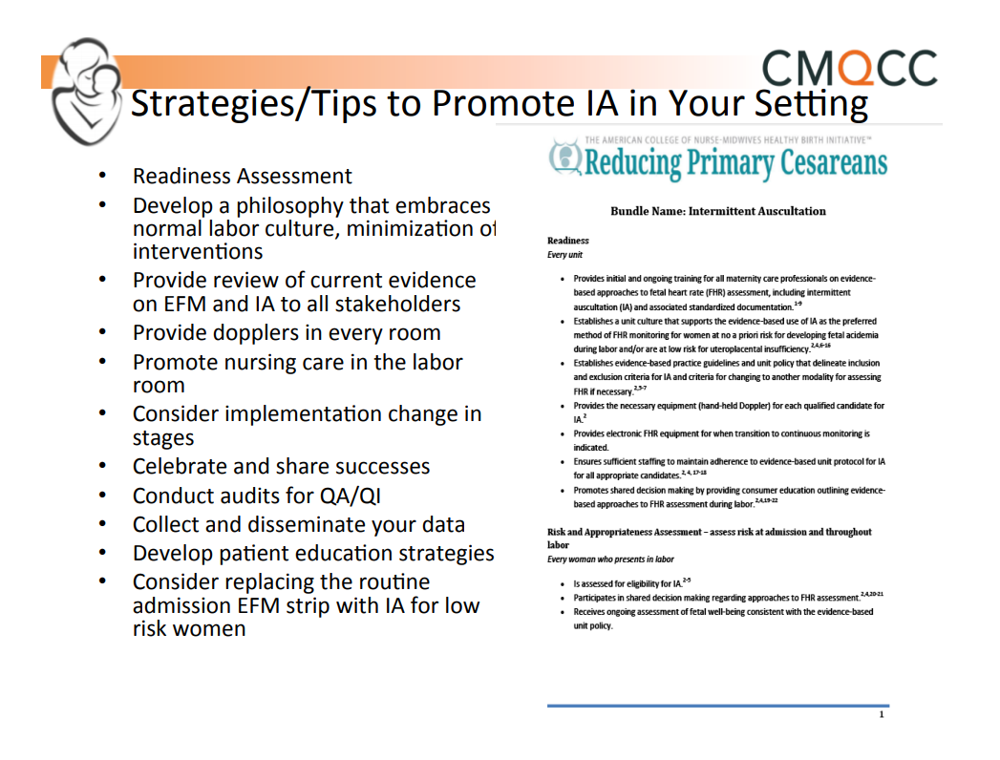 CMQCC
Strategies/Tips to Promote IA in Your Setting
• Readiness Assessment
• Develop a philosophy that embraces
normal labor culture, minimization of
interventions
• Provide review of current evidence
on EFM and IA to all stakeholders
• Provide dopplers in every room
• Promote nursing care in the labor
room
• Consider implementation change in
stages
• Celebrate and share successes
• Conduct audits for QA/QI
• Collect and disseminate your data
• Develop patient education strategies
• Consider replacing the routine
admission EFM strip with IA for low
risk women
THE AMERICAN COLLEGE OF NURSE-MIDWIVES HEALTHY BIRTH INITIATIVE™
Reducing Primary Cesareans
Bundle Name: Intermittent Auscultation
Readiness
Every unit
• Provides initial and ongoing training for all maternity care professionals on evidence-
based approaches to fetal heart rate (FHR) assessment, including intermittent
auscultation (IA) and associated standardized documentation.1-9
• Establishes a unit culture that supports the evidence-based use of IA as the preferred
method of FHR monitoring for women at no a priori risk for developing fetal acidemia
during labor and/or are at low risk for uteroplacental insufficiency.2,4,6-16
• Establishes evidence-based practice guidelines and unit policy that delineate inclusion
and exclusion criteria for IA and criteria for changing to another modality for assessing
FHR if necessary.2,5-7
• Provides the necessary equipment (hand-held Doppler) for each qualified candidate for
IA.2
• Provides electronic FHR equipment for when transition to continuous monitoring is
indicated.
• Ensures sufficient staffing to maintain adherence to evidence-based unit protocol for IA
for all appropriate candidates.2, 4, 17-18
• Promotes shared decision making by providing consumer education outlining evidence-
based approaches to FHR assessment during labor.2,4,19-22
Risk and Appropriateness Assessment – assess risk at admission and throughout
labor
Every woman who presents in labor
• Is assessed for eligibility for IA.2-5
• Participates in shared decision making regarding approaches to FHR assessment.2,4,20-21
• Receives ongoing assessment of fetal well-being consistent with the evidence-based
unit policy.
1